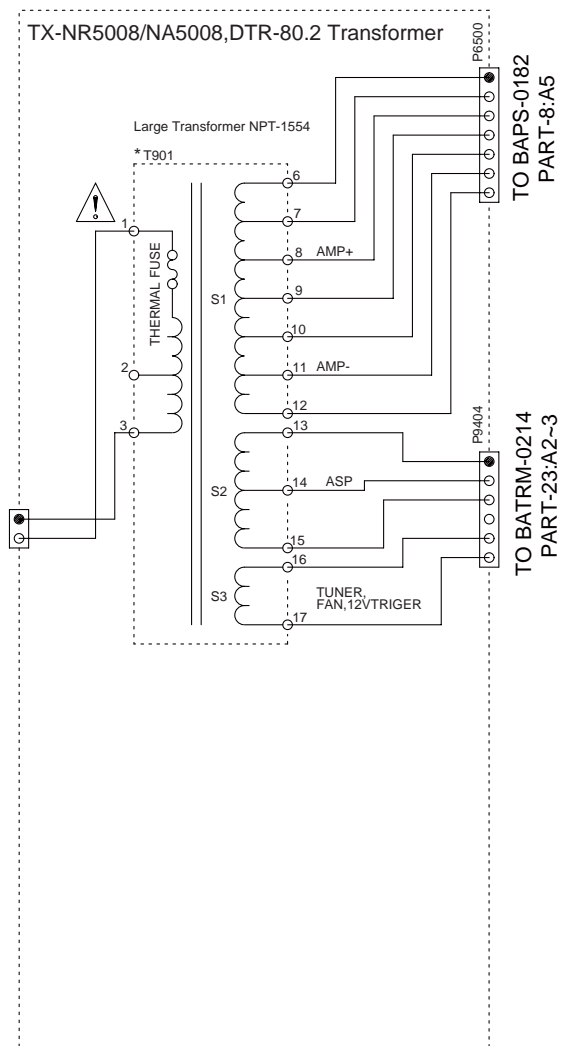 TX-NR5008/NA5008,DTR-80.2 Transformer
P6500
TO BAPS-0182
PART-8:A5
Large Transformer NPT-1554
* T901
!
1
THERMAL FUSE
2
3
S1
6
7
8 AMP+
9
10
11 AMP-
12
S2
13
14 ASP
15
S3
16
TUNER,
FAN,12VTRIGER
17
P9404
TO BATRM-0214
PART-23:A2~3